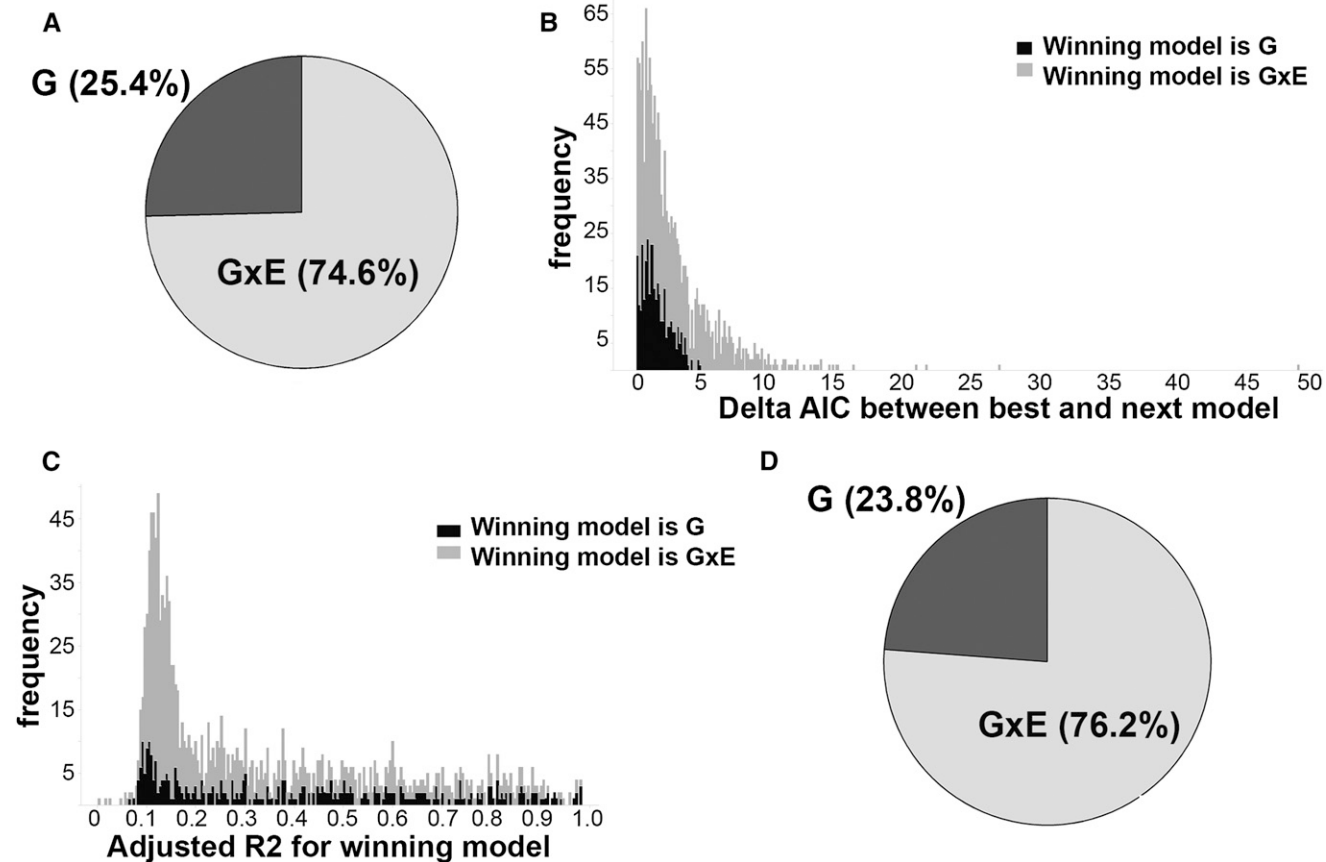 A
G (25.4%)
GxE (74.6%)
B
Winning model is G
Winning model is GxE
frequency
65
55
45
35
25
15
5
0 5 10 15 20 25 30 35 40 45 50
Delta AIC between best and next model
C
Winning model is G
Winning model is GxE
frequency
45
35
25
15
5
0 0.1 0.2 0.3 0.4 0.5 0.6 0.7 0.8 0.9 1.0
Adjusted R2 for winning model
D
G (23.8%)
GxE (76.2%)